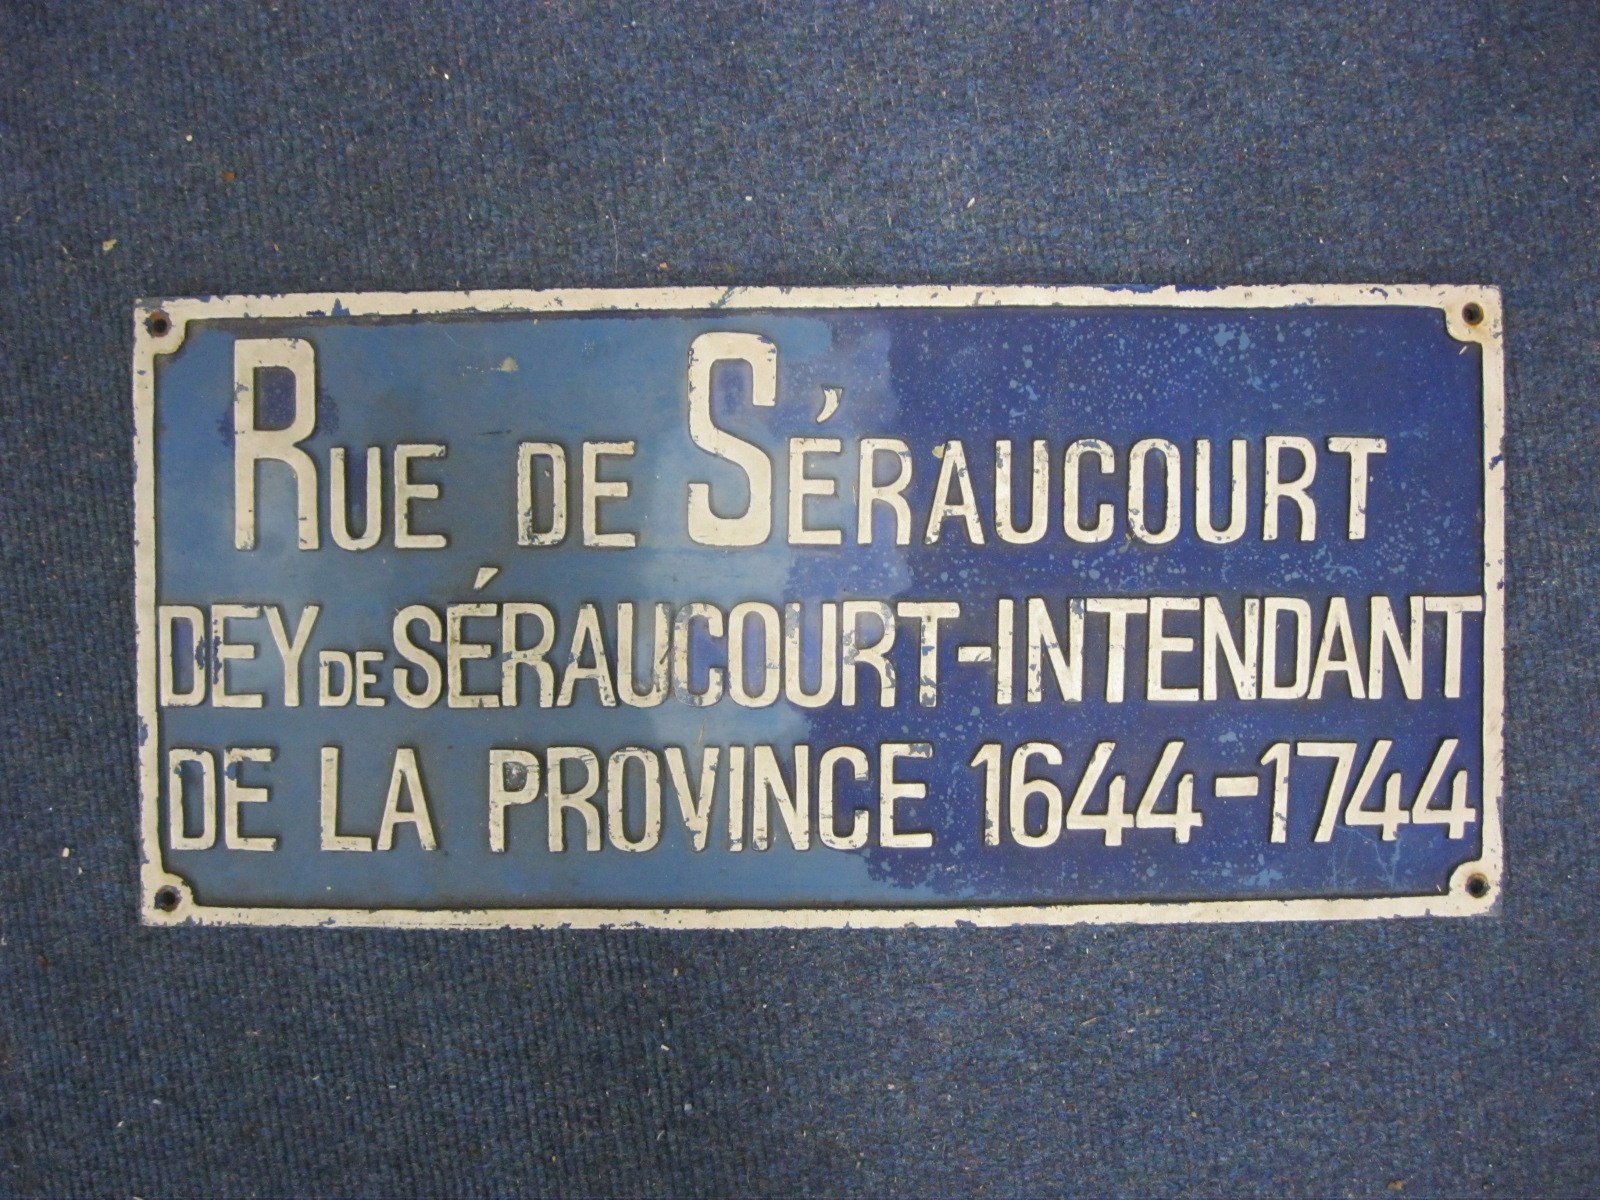 RUE DE SÉRAUCOURT
DEY DE SÉRAUCOURT-INTENDANT
DE LA PROVINCE 1644-1744